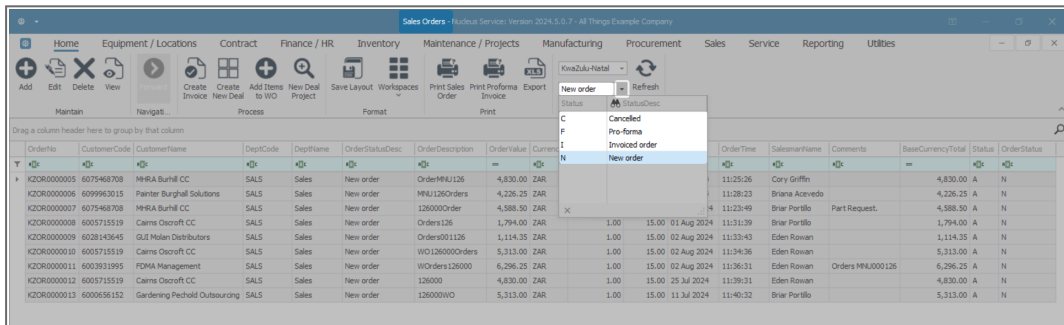 Sales Orders - Nucleus Service: Version 2024.5.0.7 - All Things Example Company
Home Equipment / Locations Contract Finance / HR Inventory Maintenance / Projects Manufacturing Procurement Sales Service Reporting Utilities
Add Edit Delete View Forward Create Invoice Create New Deal Add Items to WO New Deal Project Save Layout Workspaces Print Sales Order Print Proforma Invoice Export KwaZulu-Natal New order Refresh
Maintain Navigati... Process Format Print
Status StatusDesc
C Cancelled
F Pro-forma
I Invoiced order
N New order
Drag a column header here to group by that column
OrderNo CustomerCode CustomerName DeptCode DeptName OrderStatusDesc OrderDescription OrderValue Currenc OrderTime SalesmanName Comments BaseCurrencyTotal Status OrderStatus
KZOR0000005 6075468708 MHRA Burhill CC SALS Sales New order OrderMNU126 4,830.00 ZAR 11:25:26 Cory Griffin 4,830.00 A N
KZOR0000006 6099963015 Painter Burghall Solutions SALS Sales New order MNU126Orders 4,226.25 ZAR 11:28:23 Briana Acevedo 4,226.25 A N
KZOR0000007 6075468708 MHRA Burhill CC SALS Sales New order 126000Order 4,588.50 ZAR 24 11:23:49 Briar Portillo Part Request. 4,588.50 A N
KZOR0000008 6005715519 Cairns Oscroft CC SALS Sales New order Orders126 1,794.00 ZAR 1.00 15.00 01 Aug 2024 11:31:39 Briar Portillo 1,794.00 A N
KZOR0000009 6028143645 GUI Molan Distributors SALS Sales New order Orders001126 1,114.35 ZAR 1.00 15.00 02 Aug 2024 11:33:43 Eden Rowan 1,114.35 A N
KZOR0000010 6005715519 Cairns Oscroft CC SALS Sales New order WO126000Orders 5,313.00 ZAR 1.00 15.00 02 Aug 2024 11:34:36 Eden Rowan 5,313.00 A N
KZOR0000011 6003931995 FDMA Management SALS Sales New order WOrders126000 6,296.25 ZAR 1.00 15.00 02 Aug 2024 11:36:31 Eden Rowan Orders MNU000126 6,296.25 A N
KZOR0000012 6005715519 Cairns Oscroft CC SALS Sales New order 126000 4,830.00 ZAR 1.00 15.00 25 Jul 2024 11:39:31 Eden Rowan 4,830.00 A N
KZOR0000013 6000656152 Gardening Pechold Outsourcing SALS Sales New order 126000WO 5,313.00 ZAR 1.00 15.00 11 Jul 2024 11:40:32 Briar Portillo 5,313.00 A N